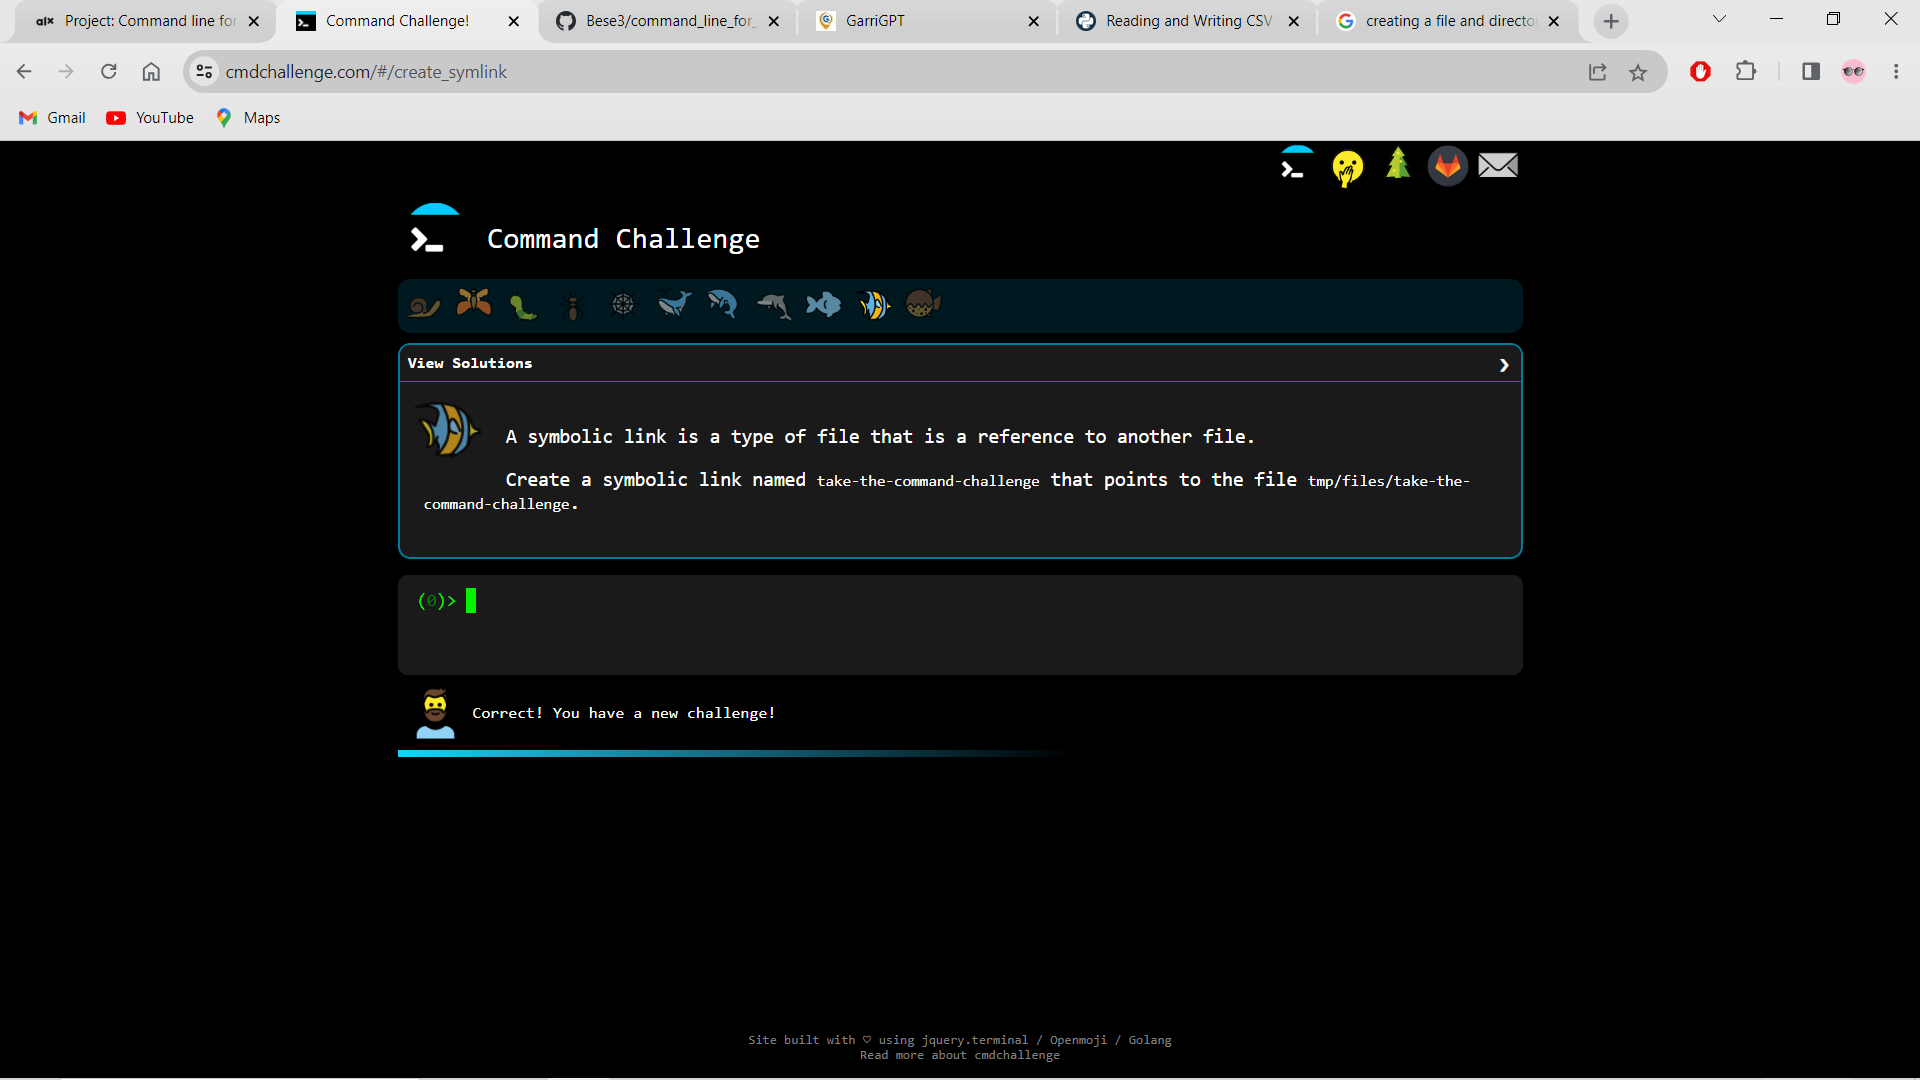 alx Project: Command line for
Command Challenge!
Bese3/command_line_for_
GarriGPT
Reading and Writing CSV
creating a file and directo
cmdchallenge.com/#/create_symlink
Gmail
YouTube
Maps
Command Challenge
View Solutions
A symbolic link is a type of file that is a reference to another file.
Create a symbolic link named take-the-command-challenge that points to the file tmp/files/take-the-
command-challenge.
(0)>
Correct! You have a new challenge!
Site built with ♡ using jquery.terminal / Openmoji / Golang
Read more about cmdchallenge